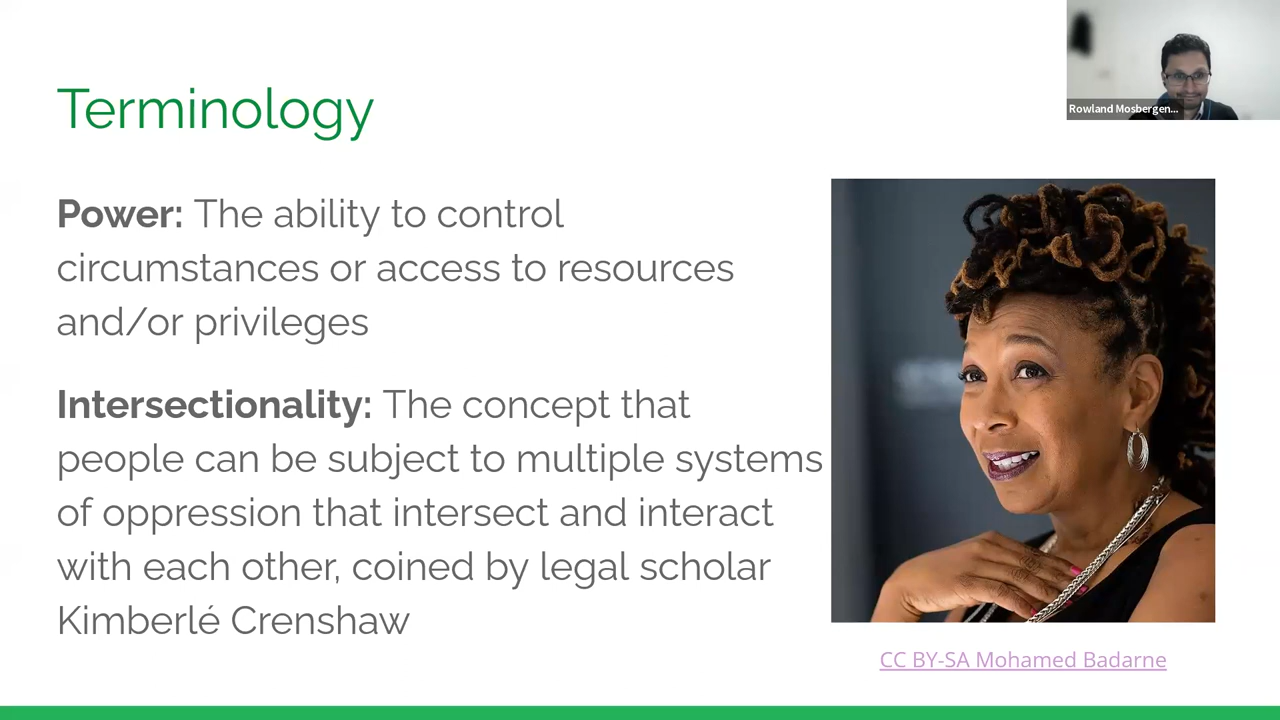 Terminology
Rowland Mosbergen...
Power: The ability to control
circumstances or access to resources
and/or privileges
Intersectionality: The concept that
people can be subject to multiple systems
of oppression that intersect and interact
with each other, coined by legal scholar
Kimberlé Crenshaw
CC BY-SA Mohamed Badarne